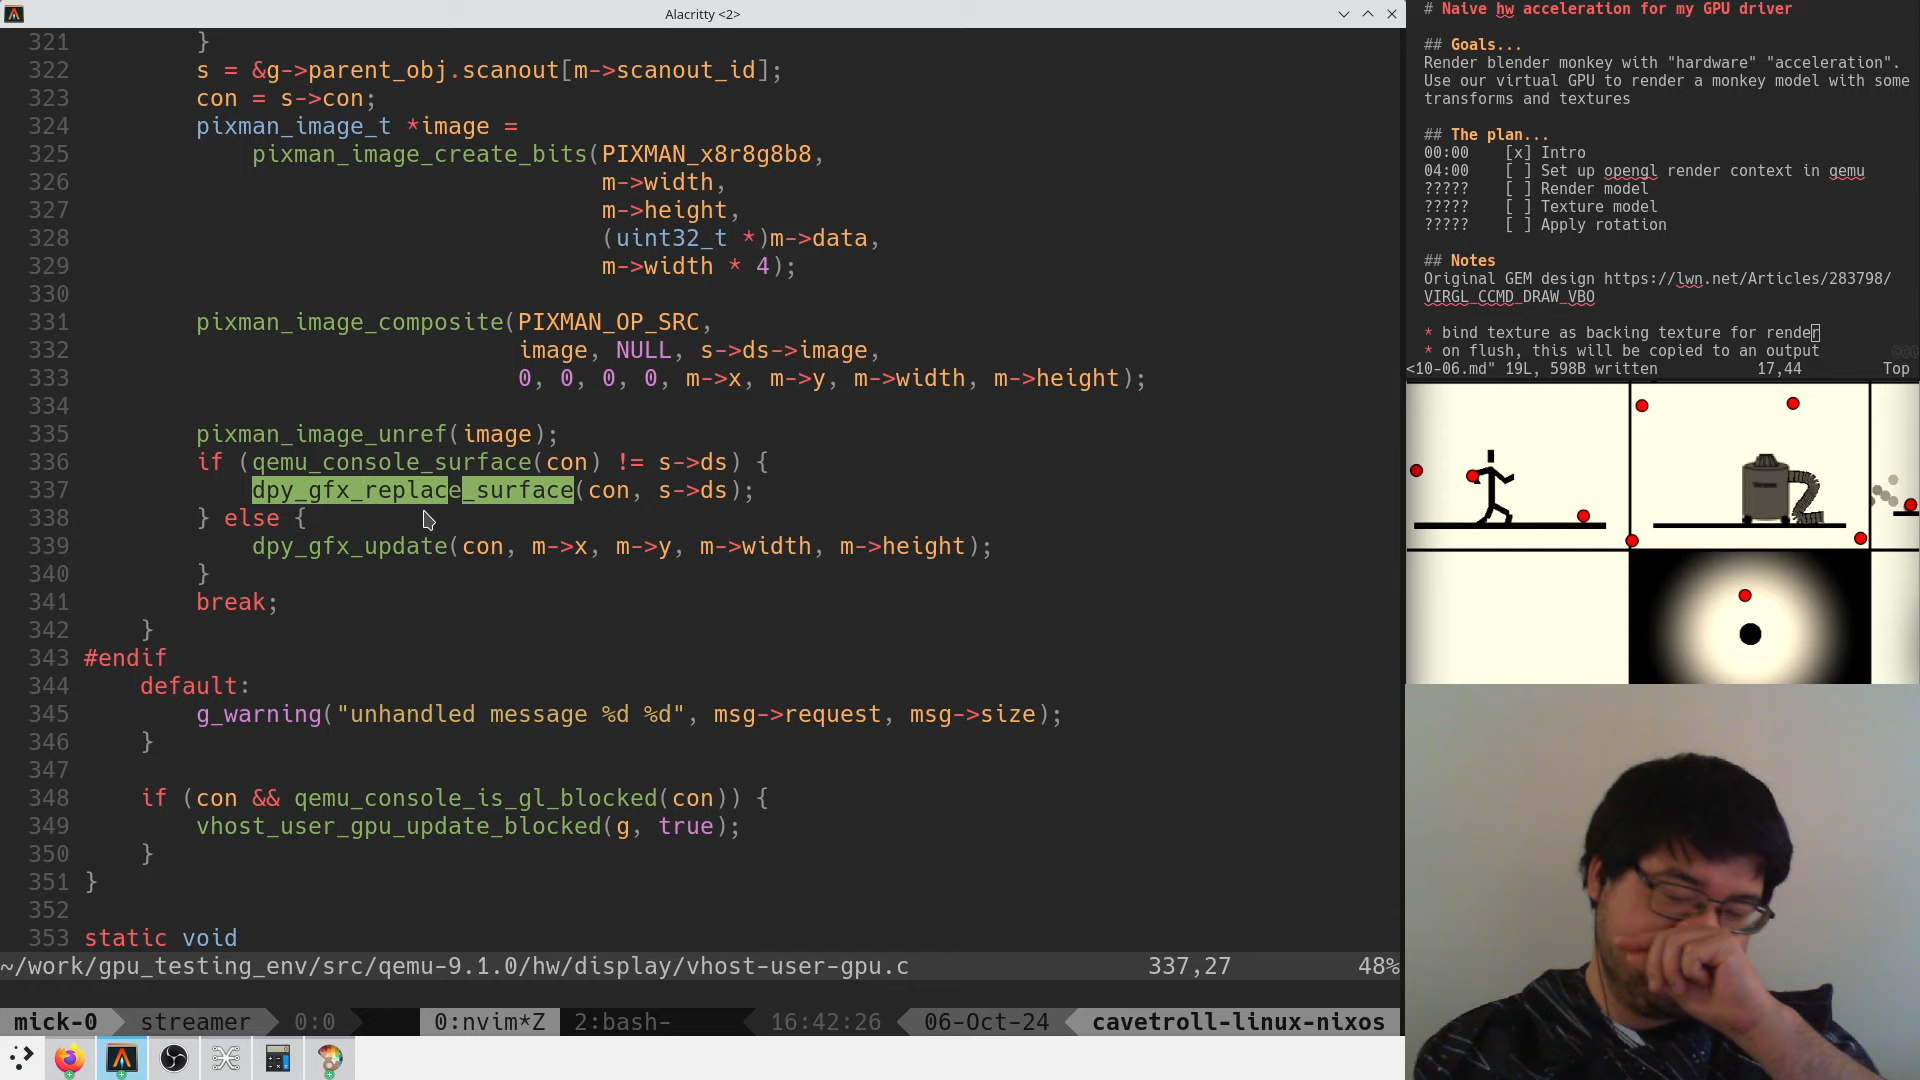 Alacritty <2>
321 }
322 s = &g->parent_obj.scanout[m->scanout_id];
323 con = s->con;
324 pixman_image_t *image =
325 pixman_image_create_bits(PIXMAN_x8r8g8b8,
326 m->width,
327 m->height,
328 (uint32_t *)m->data,
329 m->width * 4);
330
331 pixman_image_composite(PIXMAN_OP_SRC,
332 image, NULL, s->ds->image,
333 0, 0, 0, 0, m->x, m->y, m->width, m->height);
334
335 pixman_image_unref(image);
336 if (qemu_console_surface(con) != s->ds) {
337 dpy_gfx_replace_surface(con, s->ds);
338 } else {
339 dpy_gfx_update(con, m->x, m->y, m->width, m->height);
340 }
341 break;
342 }
343 #endif
344 default:
345 g_warning("unhandled message %d %d", msg->request, msg->size);
346 }
347
348 if (con && qemu_console_is_gl_blocked(con)) {
349 vhost_user_gpu_update_blocked(g, true);
350 }
351 }
352
353 static void
~/work/gpu_testing_env/src/qemu-9.1.0/hw/display/vhost-user-gpu.c 337,27 48%
mick-0 streamer 0:0 0:nvim*Z 2:bash- 16:42:26 06-Oct-24 cavetroll-linux-nixos
# Naive hw acceleration for my GPU driver
## Goals...
Render blender monkey with "hardware" "acceleration".
Use our virtual GPU to render a monkey model with some
transforms and textures
## The plan...
00:00 [x] Intro
04:00 [ ] Set up opengl render context in qemu
????? [ ] Render model
????? [ ] Texture model
????? [ ] Apply rotation
## Notes
Original GEM design https://lwn.net/Articles/283798/
VIRGL_CCMD_DRAW_VBO
* bind texture as backing texture for render
* on flush, this will be copied to an output
<10-06.md" 19L, 598B written 17,44 Top